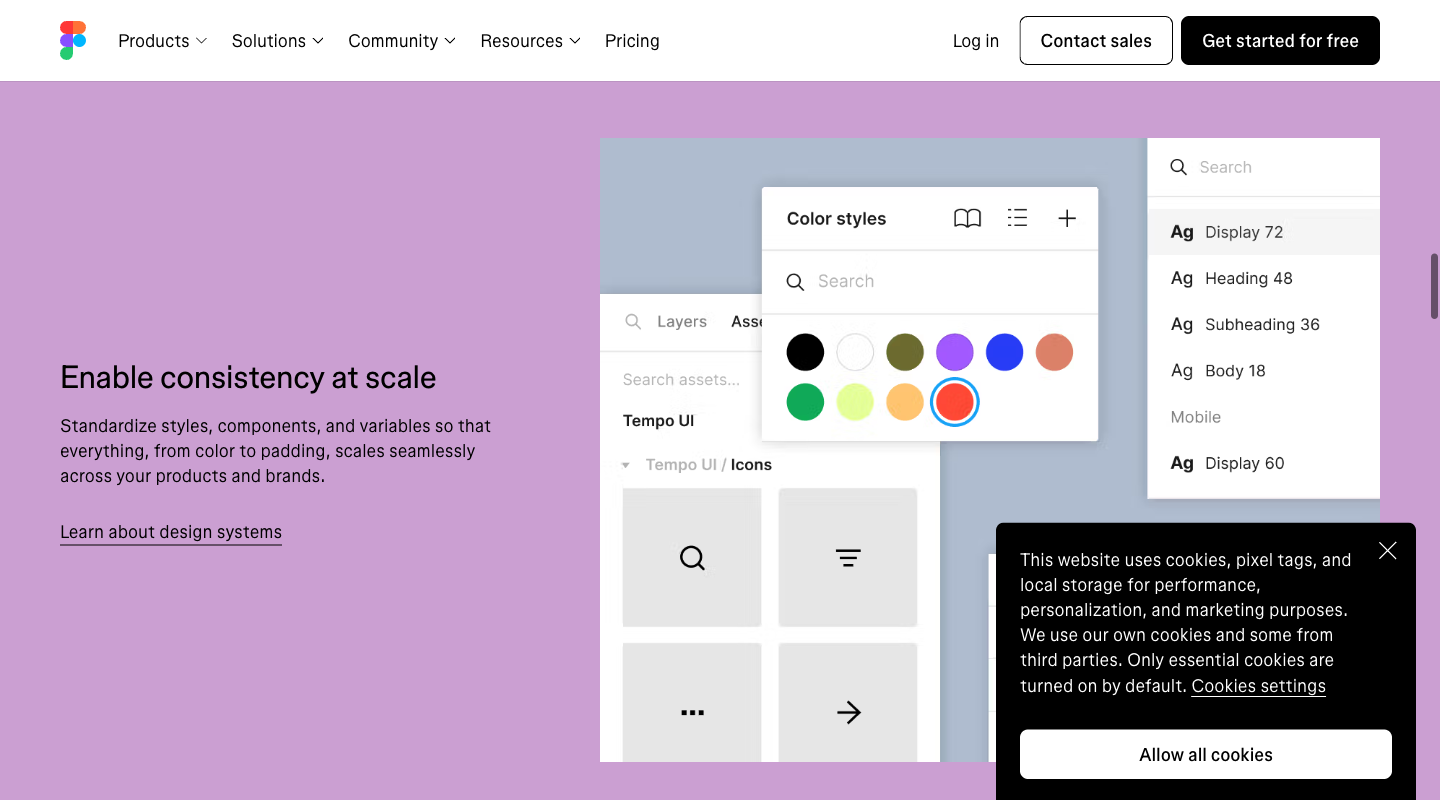 Products
Solutions
Community
Resources
Pricing
Log in
Contact sales
Get started for free
Enable consistency at scale
Standardize styles, components, and variables so that
everything, from color to padding, scales seamlessly
across your products and brands.
Learn about design systems
Layers
Search assets...
Tempo UI
Tempo UI / Icons
Color styles
Search
Search
Ag Display 72
Ag Heading 48
Ag Subheading 36
Ag Body 18
Mobile
Ag Display 60
This website uses cookies, pixel tags, and
local storage for performance,
personalization, and marketing purposes.
We use our own cookies and some from
third parties. Only essential cookies are
turned on by default. Cookies settings
Allow all cookies